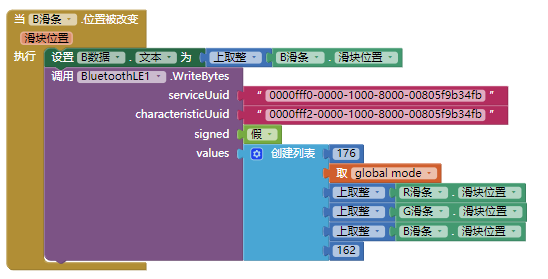 当 B滑条 .位置被改变
滑块位置
执行 设置 B数据 . 文本 为 上取整 B滑条 . 滑块位置
调用 BluetoothLE1 .WriteBytes
serviceUuid “ 0000fff0-0000-1000-8000-00805f9b34fb ”
characteristicUuid “ 0000fff2-0000-1000-8000-00805f9b34fb ”
signed 假
values 创建列表 176
取 global mode
上取整 R滑条 . 滑块位置
上取整 G滑条 . 滑块位置
上取整 B滑条 . 滑块位置
162